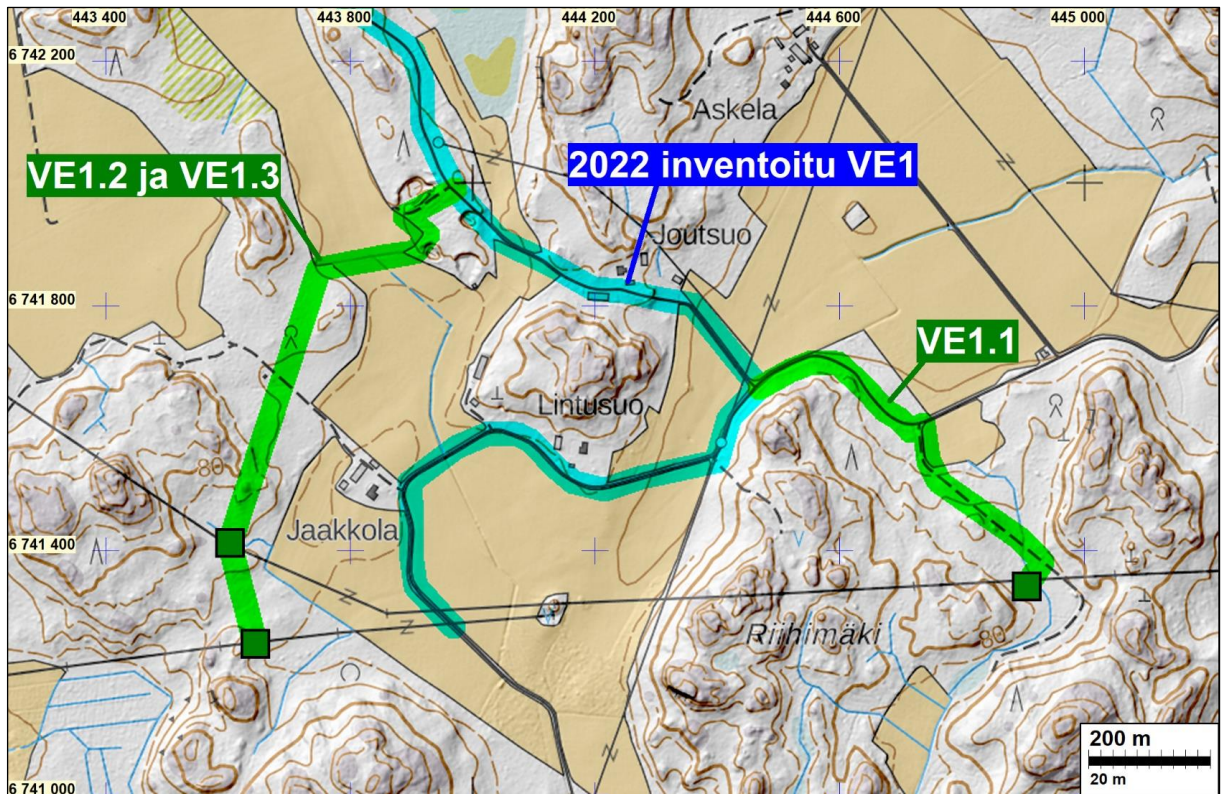 443 400
443 800
444 200
444 600
445 000
6 742 200
Askela
2022 inventoitu VE1
VE1.2 ja VE1.3
z
Joutsuo
6 741 800
z
VE1.1
Lintusuo
80
Jaakkola
6 741 400
z
z
Riihimäki
80
z
z
200 m
20 m
6 741 000